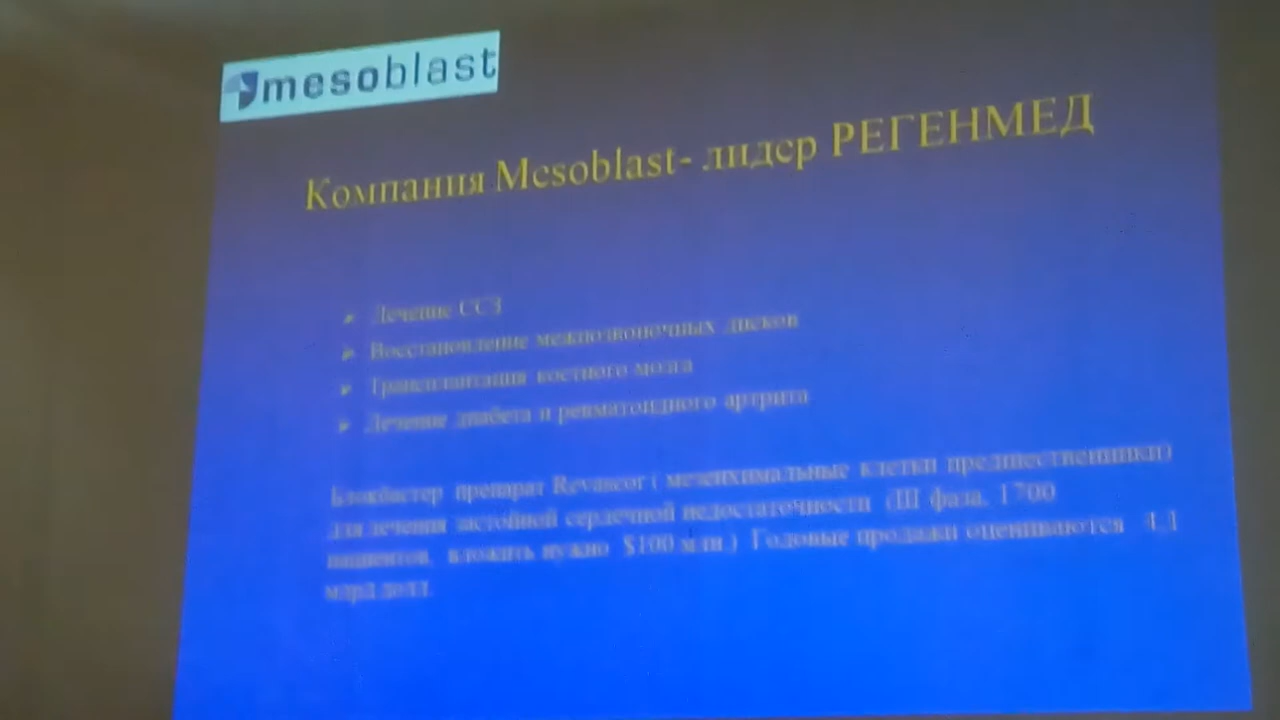 mesoblast
Компания Mesoblast- лидер РЕГЕНМЕД
Лечение ССЗ
Восстановление межпозвоночных дисков
Трансплантация костного мозга
Лечение диабета и ревматоидного артрита
Блокбастер препарат Revascor ( мезенхимальные клетки предшественники)
для лечения застойной сердечной недостаточности (III фаза, 1700
пациентов, вложить нужно $100 млн ) Годовые продажи оцениваются 4,1
млрд долл.